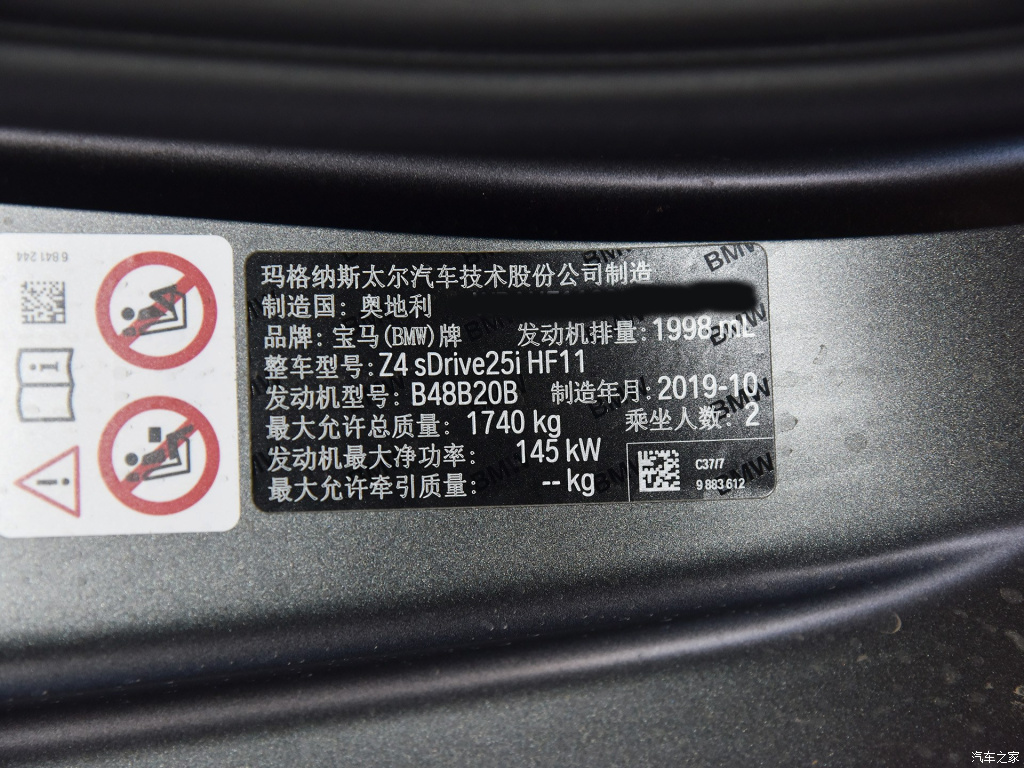 6 841 244
玛格纳斯太尔汽车技术股份公司制造
制造国：奥地利
品牌：宝马(BMW)牌 发动机排量：1998 mL
整车型号：Z4 sDrive25i HF11
发动机型号：B48B20B 制造年月：2019-10
最大允许总质量：1740 kg 乘坐人数：2
发动机最大净功率：145 kW
最大允许牵引质量：-- kg
C37/7
9 883 612
BMW
BMW
BMW
BMW
汽车之家